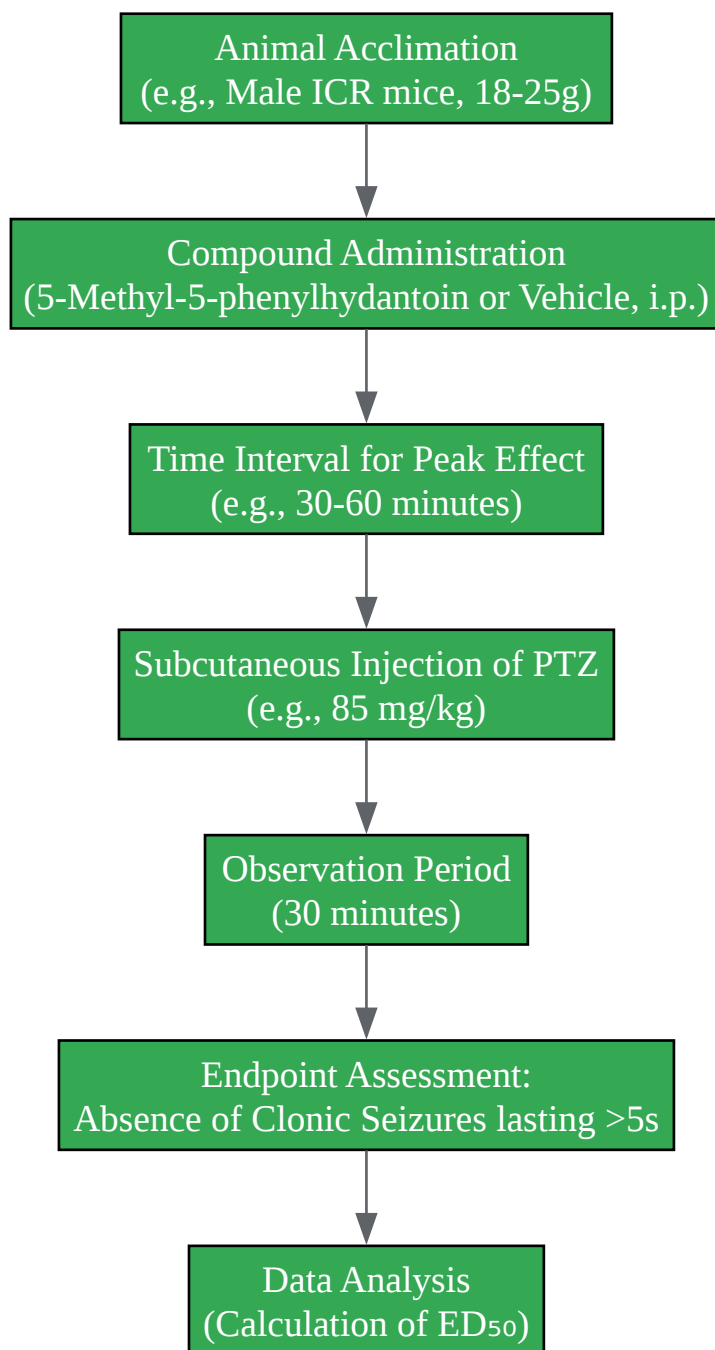 Animal Acclimation
(e.g., Male ICR mice, 18-25g)
Compound Administration
(5-Methyl-5-phenylhydantoin or Vehicle, i.p.)
Time Interval for Peak Effect
(e.g., 30-60 minutes)
Subcutaneous Injection of PTZ
(e.g., 85 mg/kg)
Observation Period
(30 minutes)
Endpoint Assessment:
Absence of Clonic Seizures lasting >5s
Data Analysis
(Calculation of ED₅₀)